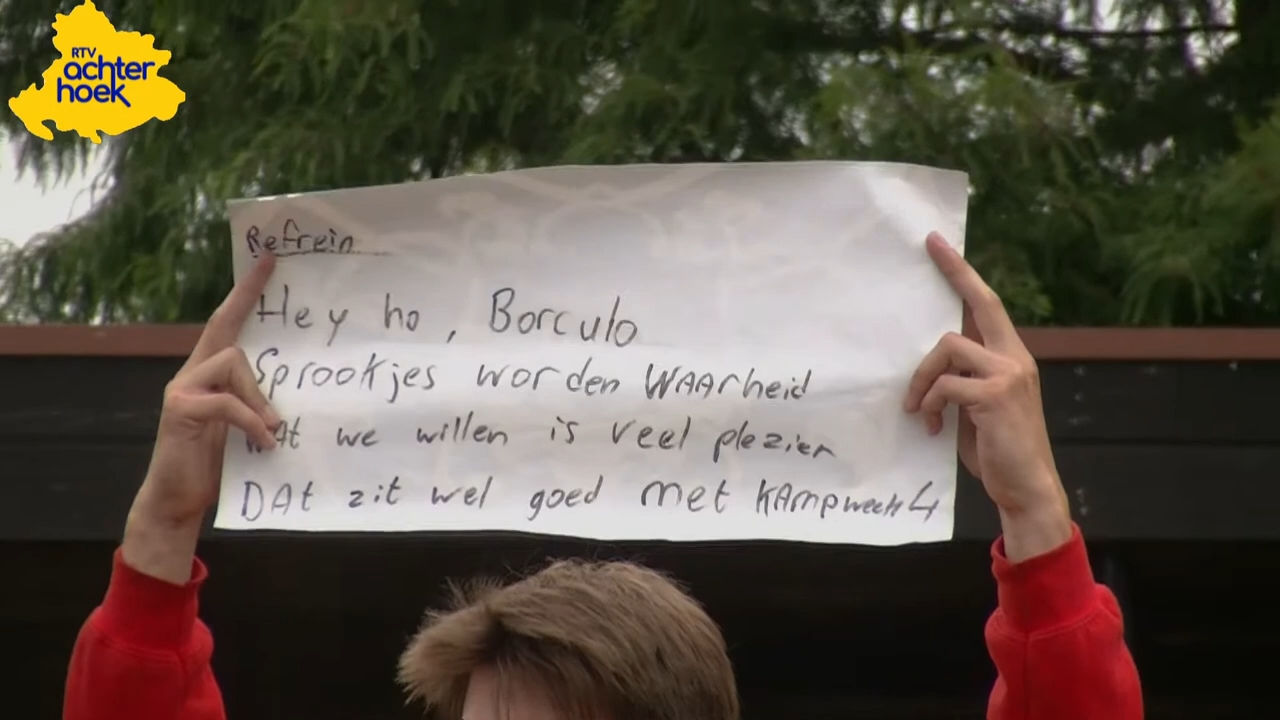 RTV
achter
hoek
Refrein
Hey ho, Borculo
Sprookjes worden WAArheid
WAt we willen is veel plezier
DAt zit wel goed met KAmpweek 4